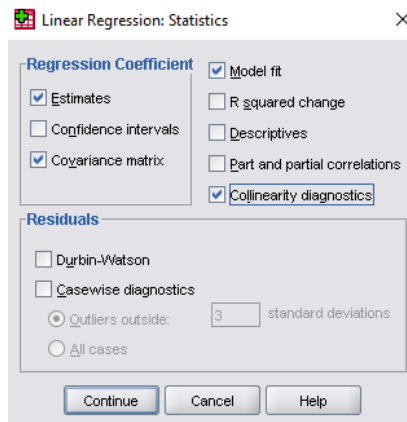 Linear Regression: Statistics
Regression Coefficient
Estimates
Confidence intervals
Covariance matrix
Model fit
R squared change
Descriptives
Part and partial correlations
Collinearity diagnostics
Residuals
Durbin-Watson
Casewise diagnostics
Outliers outside: 3 standard deviations
All cases
Continue Cancel Help